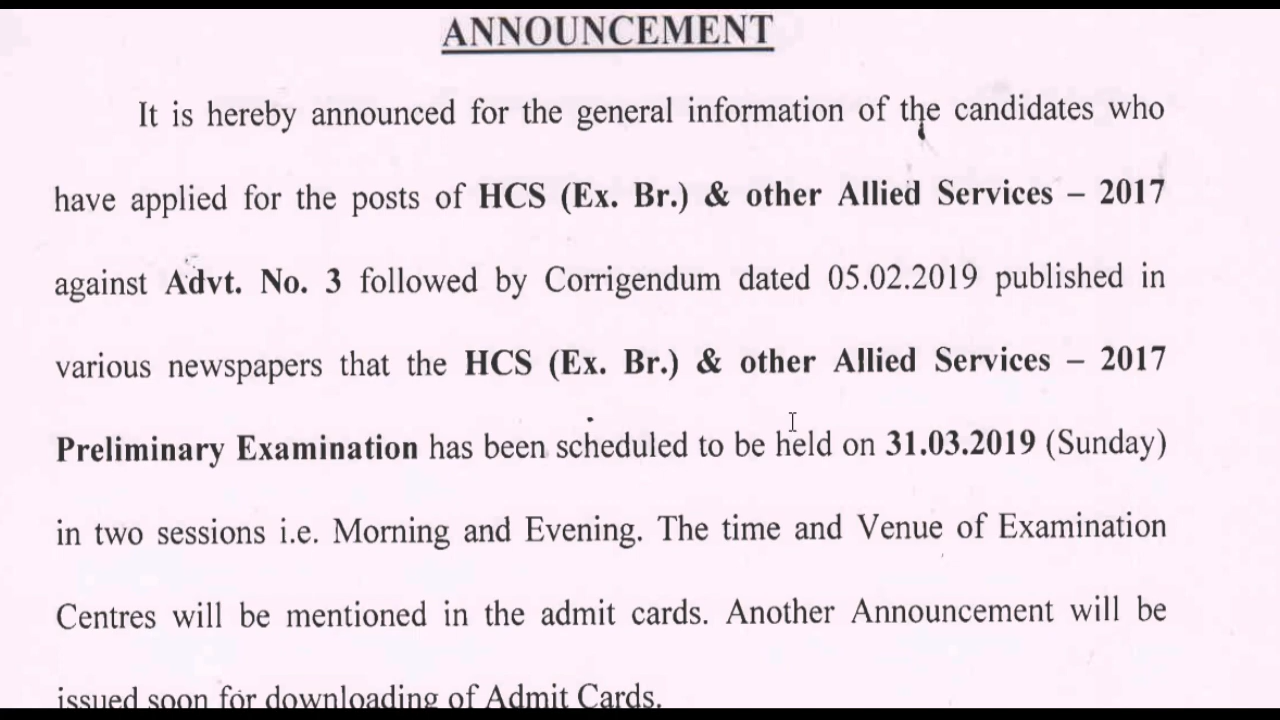 ANNOUNCEMENT
It is hereby announced for the general information of the candidates who
have applied for the posts of HCS (Ex. Br.) & other Allied Services – 2017
against Advt. No. 3 followed by Corrigendum dated 05.02.2019 published in
various newspapers that the HCS (Ex. Br.) & other Allied Services – 2017
Preliminary Examination has been scheduled to be held on 31.03.2019 (Sunday)
in two sessions i.e. Morning and Evening. The time and Venue of Examination
Centres will be mentioned in the admit cards. Another Announcement will be
issued soon for downloading of Admit Cards.